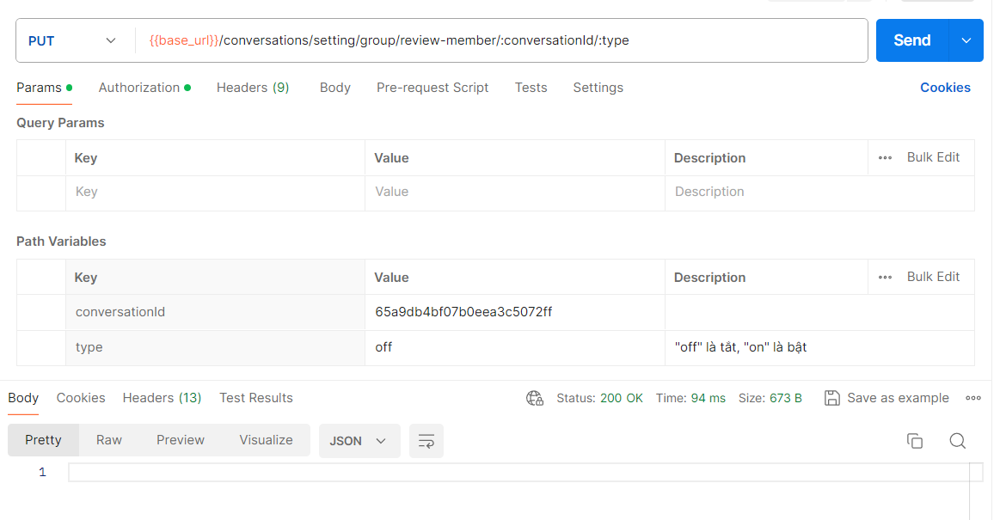 PUT {{base_url}}/conversations/setting/group/review-member/:conversationId/:type Send
Params Authorization Headers (9) Body Pre-request Script Tests Settings Cookies
Query Params
Key Value Description Bulk Edit
Key Value Description
Path Variables
Key Value Description Bulk Edit
conversationId 65a9db4bf07b0eea3c5072ff
type off "off" là tắt, "on" là bật
Body Cookies Headers (13) Test Results Status: 200 OK Time: 94 ms Size: 673 B Save as example
Pretty Raw Preview Visualize JSON
1